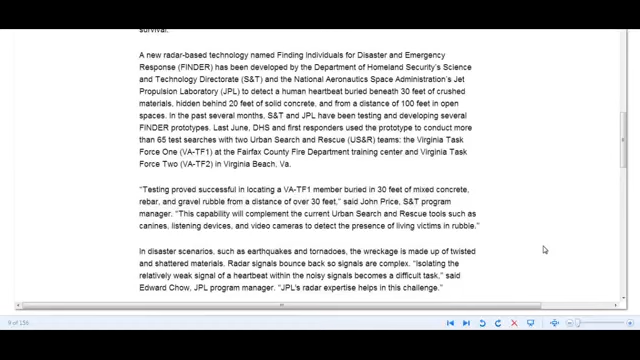 survival.
A new radar-based technology named Finding Individuals for Disaster and Emergency
Response (FINDER) has been developed by the Department of Homeland Security's Science
and Technology Directorate (S&T) and the National Aeronautics Space Administration's Jet
Propulsion Laboratory (JPL) to detect a human heartbeat buried beneath 30 feet of crushed
materials, hidden behind 20 feet of solid concrete, and from a distance of 100 feet in open
spaces. In the past several months, S&T and JPL have been testing and developing several
FINDER prototypes. Last June, DHS and first responders used the prototype to conduct more
than 65 test searches with two Urban Search and Rescue (US&R) teams: the Virginia Task
Force One (VA-TF1) at the Fairfax County Fire Department training center and Virginia Task
Force Two (VA-TF2) in Virginia Beach, Va.
“Testing proved successful in locating a VA-TF1 member buried in 30 feet of mixed concrete,
rebar, and gravel rubble from a distance of over 30 feet,” said John Price, S&T program
manager. “This capability will complement the current Urban Search and Rescue tools such as
canines, listening devices, and video cameras to detect the presence of living victims in rubble.”
In disaster scenarios, such as earthquakes and tornadoes, the wreckage is made up of twisted
and shattered materials. Radar signals bounce back so signals are complex. “Isolating the
relatively weak signal of a heartbeat within the noisy signals becomes a difficult task,” said
Edward Chow, JPL program manager. “JPL's radar expertise helps in this challenge.”
9 of 156